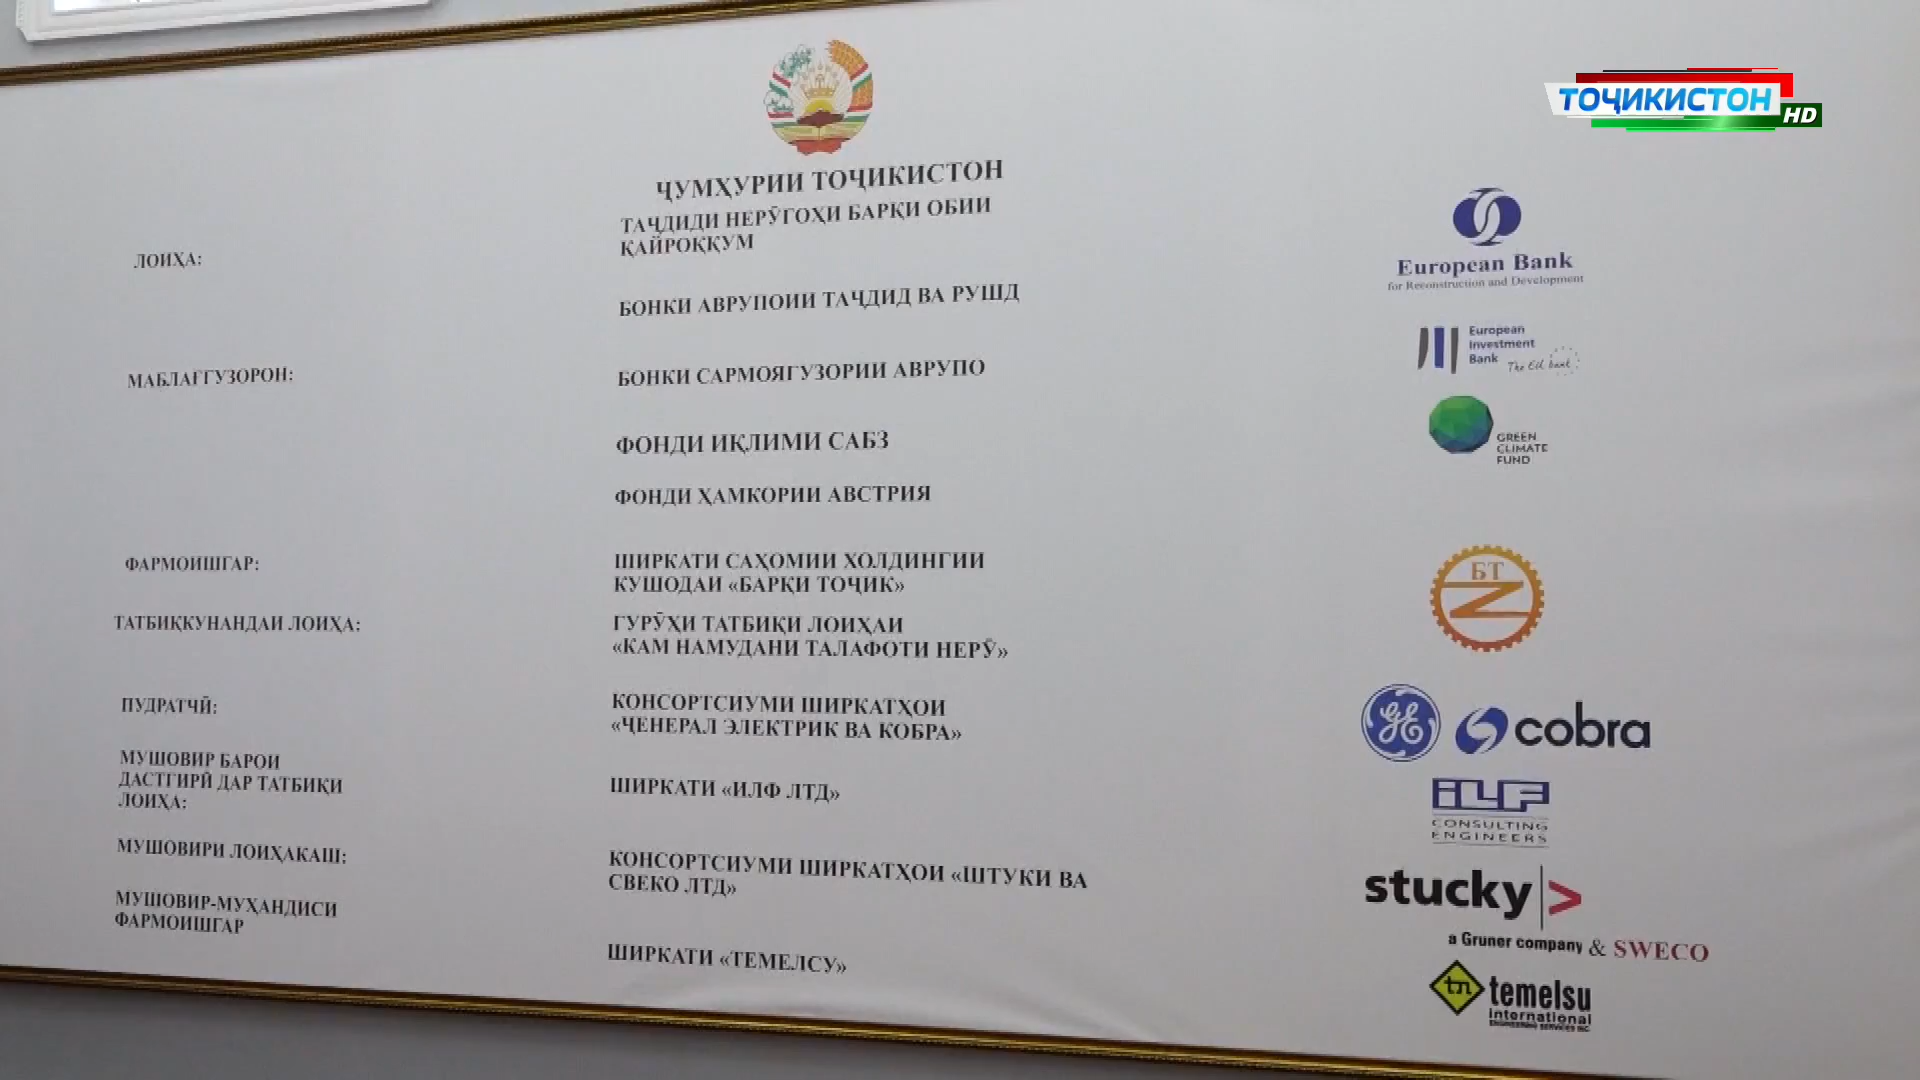 ТОҶИКИСТОН HD
ҶУМҲУРИИ ТОҶИКИСТОН
ЛОИҲА:
ТАҶДИДИ НЕРӮГОҲИ БАРҚИ ОБИИ
ҚАЙРОҚҚУМ
European Bank
for Reconstruction and Development
МАБЛАҒГУЗОРОН:
БОНКИ АВРУПОИИ ТАҶДИД ВА РУШД
БОНКИ САРМОЯГУЗОРИИ АВРУПО
European
Investment
Bank The EU bank
ФОНДИ ИҚЛИМИ САБЗ
GREEN
CLIMATE
FUND
ФОНДИ ҲАМКОРИИ АВСТРИЯ
ФАРМОИШГАР:
ШИРКАТИ САҲОМИИ ХОЛДИНГИИ
КУШОДАИ «БАРҚИ ТОҶИК»
БТ
ТАТБИҚКУНАНДАИ ЛОИҲА:
ГУРӮҲИ ТАТБИҚИ ЛОИҲАИ
«КАМ НАМУДАНИ ТАЛАФОТИ НЕРӮ»
ПУДРАТЧӢ:
КОНСОРТСИУМИ ШИРКАТҲОИ
«ҶЕНЕРАЛ ЭЛЕКТРИК ВА КОБРА»
GE cobra
МУШОВИР БАРОИ
ДАСТГИРӢ ДАР ТАТБИҚИ
ЛОИҲА:
ШИРКАТИ «ИЛФ ЛТД»
ILF
CONSULTING
ENGINEERS
МУШОВИРИ ЛОИҲАКАШ:
КОНСОРТСИУМИ ШИРКАТҲОИ «ШТУКИ ВА
СВЕКО ЛТД»
stucky
a Gruner company & SWECO
МУШОВИР-МУҲАНДИСИ
ФАРМОИШГАР
ШИРКАТИ «ТЕМЕЛСУ»
tn temelsu
international
ENGINEERING SERVICES INC.